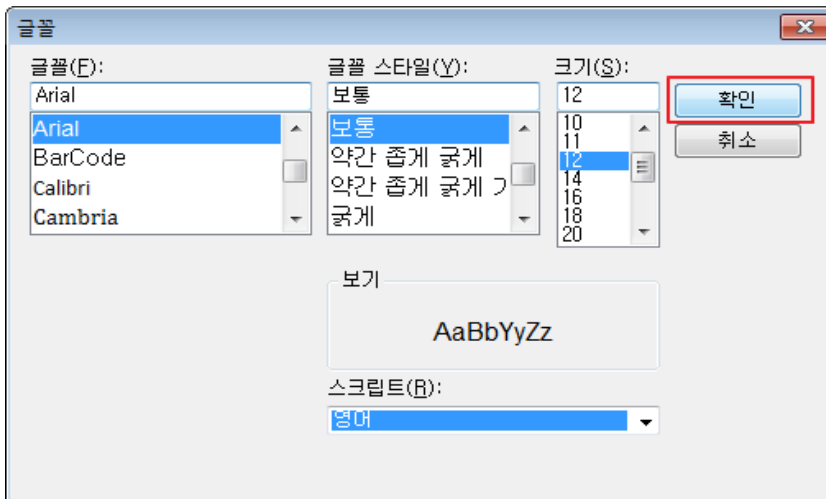 글꼴
글꼴(F):
Arial
Arial
BarCode
Calibri
Cambria
글꼴 스타일(Y):
보통
보통
약간 좁게 굵게
약간 좁게 굵게 기
굵게
크기(S):
12
10
11
12
14
16
18
20
확인
취소
보기
AaBbYyZz
스크립트(R):
영어